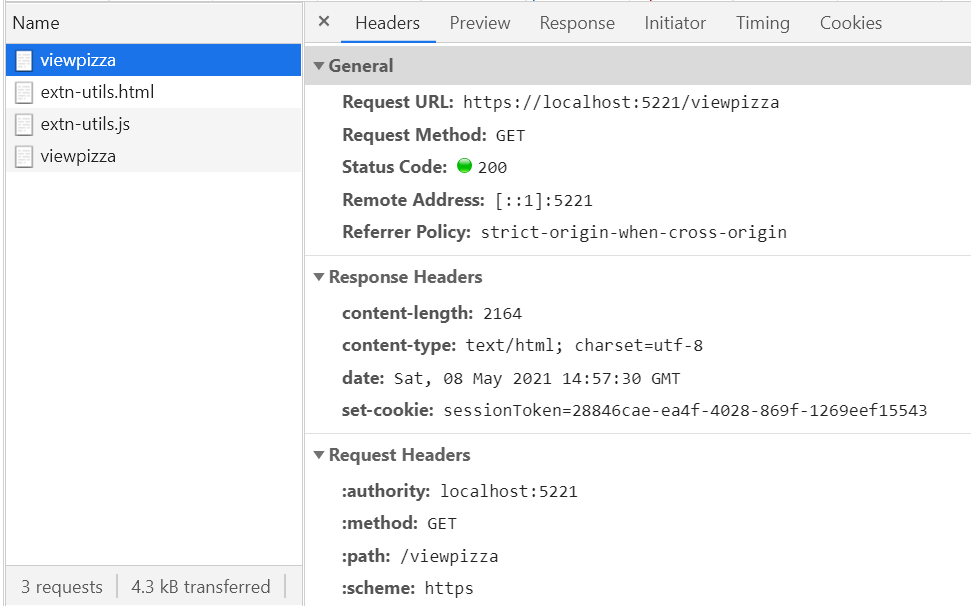 Name
viewpizza
extn-utils.html
extn-utils.js
viewpizza
3 requests 4.3 kB transferred
× Headers Preview Response Initiator Timing Cookies
▼ General
Request URL: https://localhost:5221/viewpizza
Request Method: GET
Status Code: 200
Remote Address: [::1]:5221
Referrer Policy: strict-origin-when-cross-origin
▼ Response Headers
content-length: 2164
content-type: text/html; charset=utf-8
date: Sat, 08 May 2021 14:57:30 GMT
set-cookie: sessionToken=28846cae-ea4f-4028-869f-1269eef15543
▼ Request Headers
:authority: localhost:5221
:method: GET
:path: /viewpizza
:scheme: https